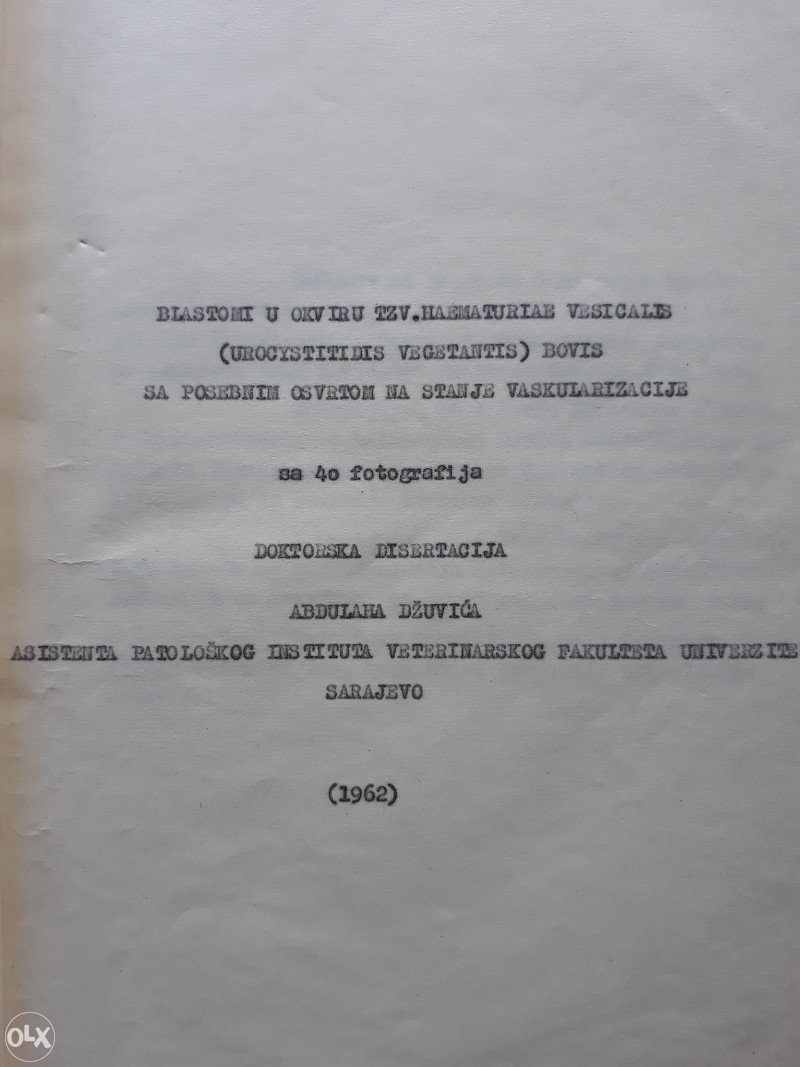 BLASTOMI U OKVIRU TZV.HAEMATURIAE VESICALIS
(UROCYSTITIDIS VEGETANTIS) BOVIS
SA POSEBNIM OSVRTOM NA STANJE VASKULARIZACIJE
sa 4o fotografija
DOKTORSKA DISERTACIJA
ABDULAHA DŽUVIĆA
ASISTENTA PATOLOŠKOG INSTITUTA VETERINARSKOG FAKULTETA UNIVERZITE
SARAJEVO
(1962)
OLX